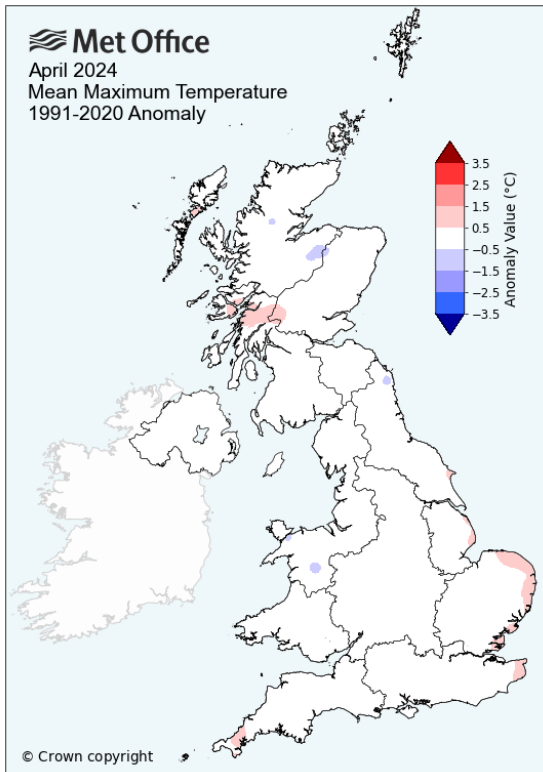 Met Office
April 2024
Mean Maximum Temperature
1991-2020 Anomaly
3.5
2.5
1.5
0.5
−0.5
−1.5
−2.5
−3.5
Anomaly Value (°C)
© Crown copyright